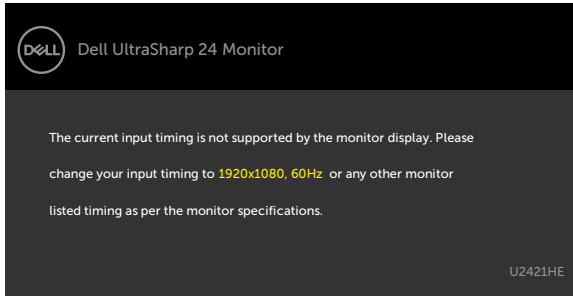 DELL
Dell UltraSharp 24 Monitor
The current input timing is not supported by the monitor display. Please
change your input timing to 1920x1080, 60Hz or any other monitor
listed timing as per the monitor specifications.
U2421HE